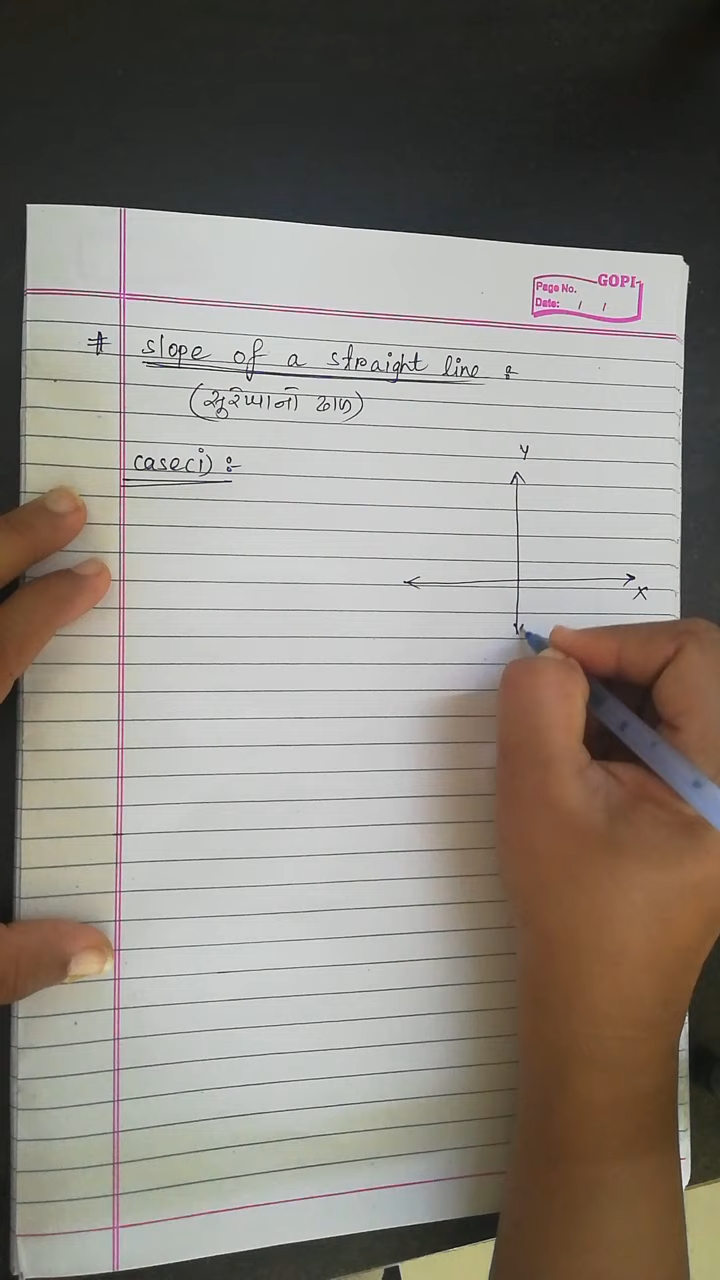 GOPI
Page No.
Date: / /
# slope of a straight line :
(સુરેખાનો ઢાળ)
case(i) :-
Y
X